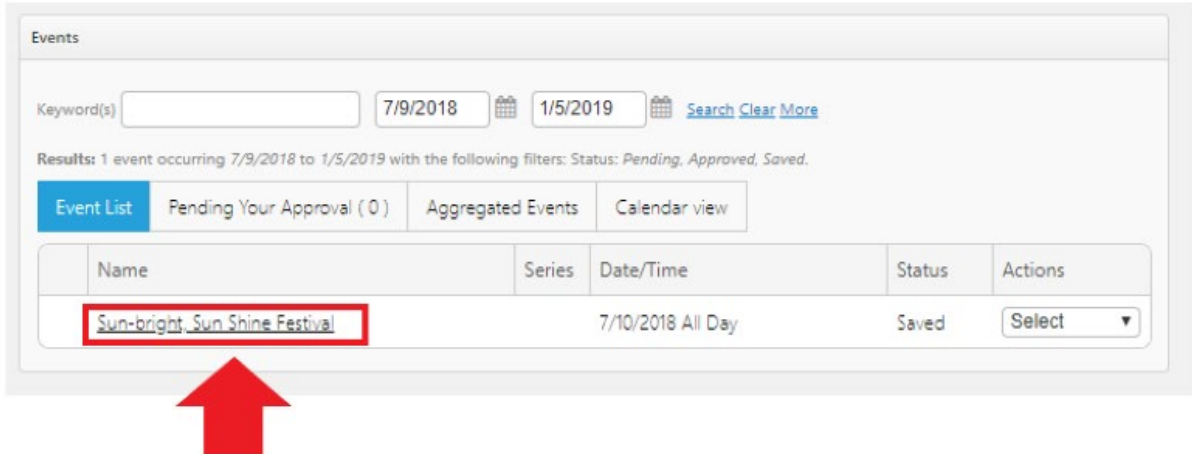 Events
Keyword(s) 7/9/2018 1/5/2019 Search Clear More
Results: 1 event occurring 7/9/2018 to 1/5/2019 with the following filters: Status: Pending, Approved, Saved.
Event List Pending Your Approval ( 0 ) Aggregated Events Calendar view
Name Series Date/Time Status Actions
Sun-bright, Sun Shine Festival 7/10/2018 All Day Saved Select